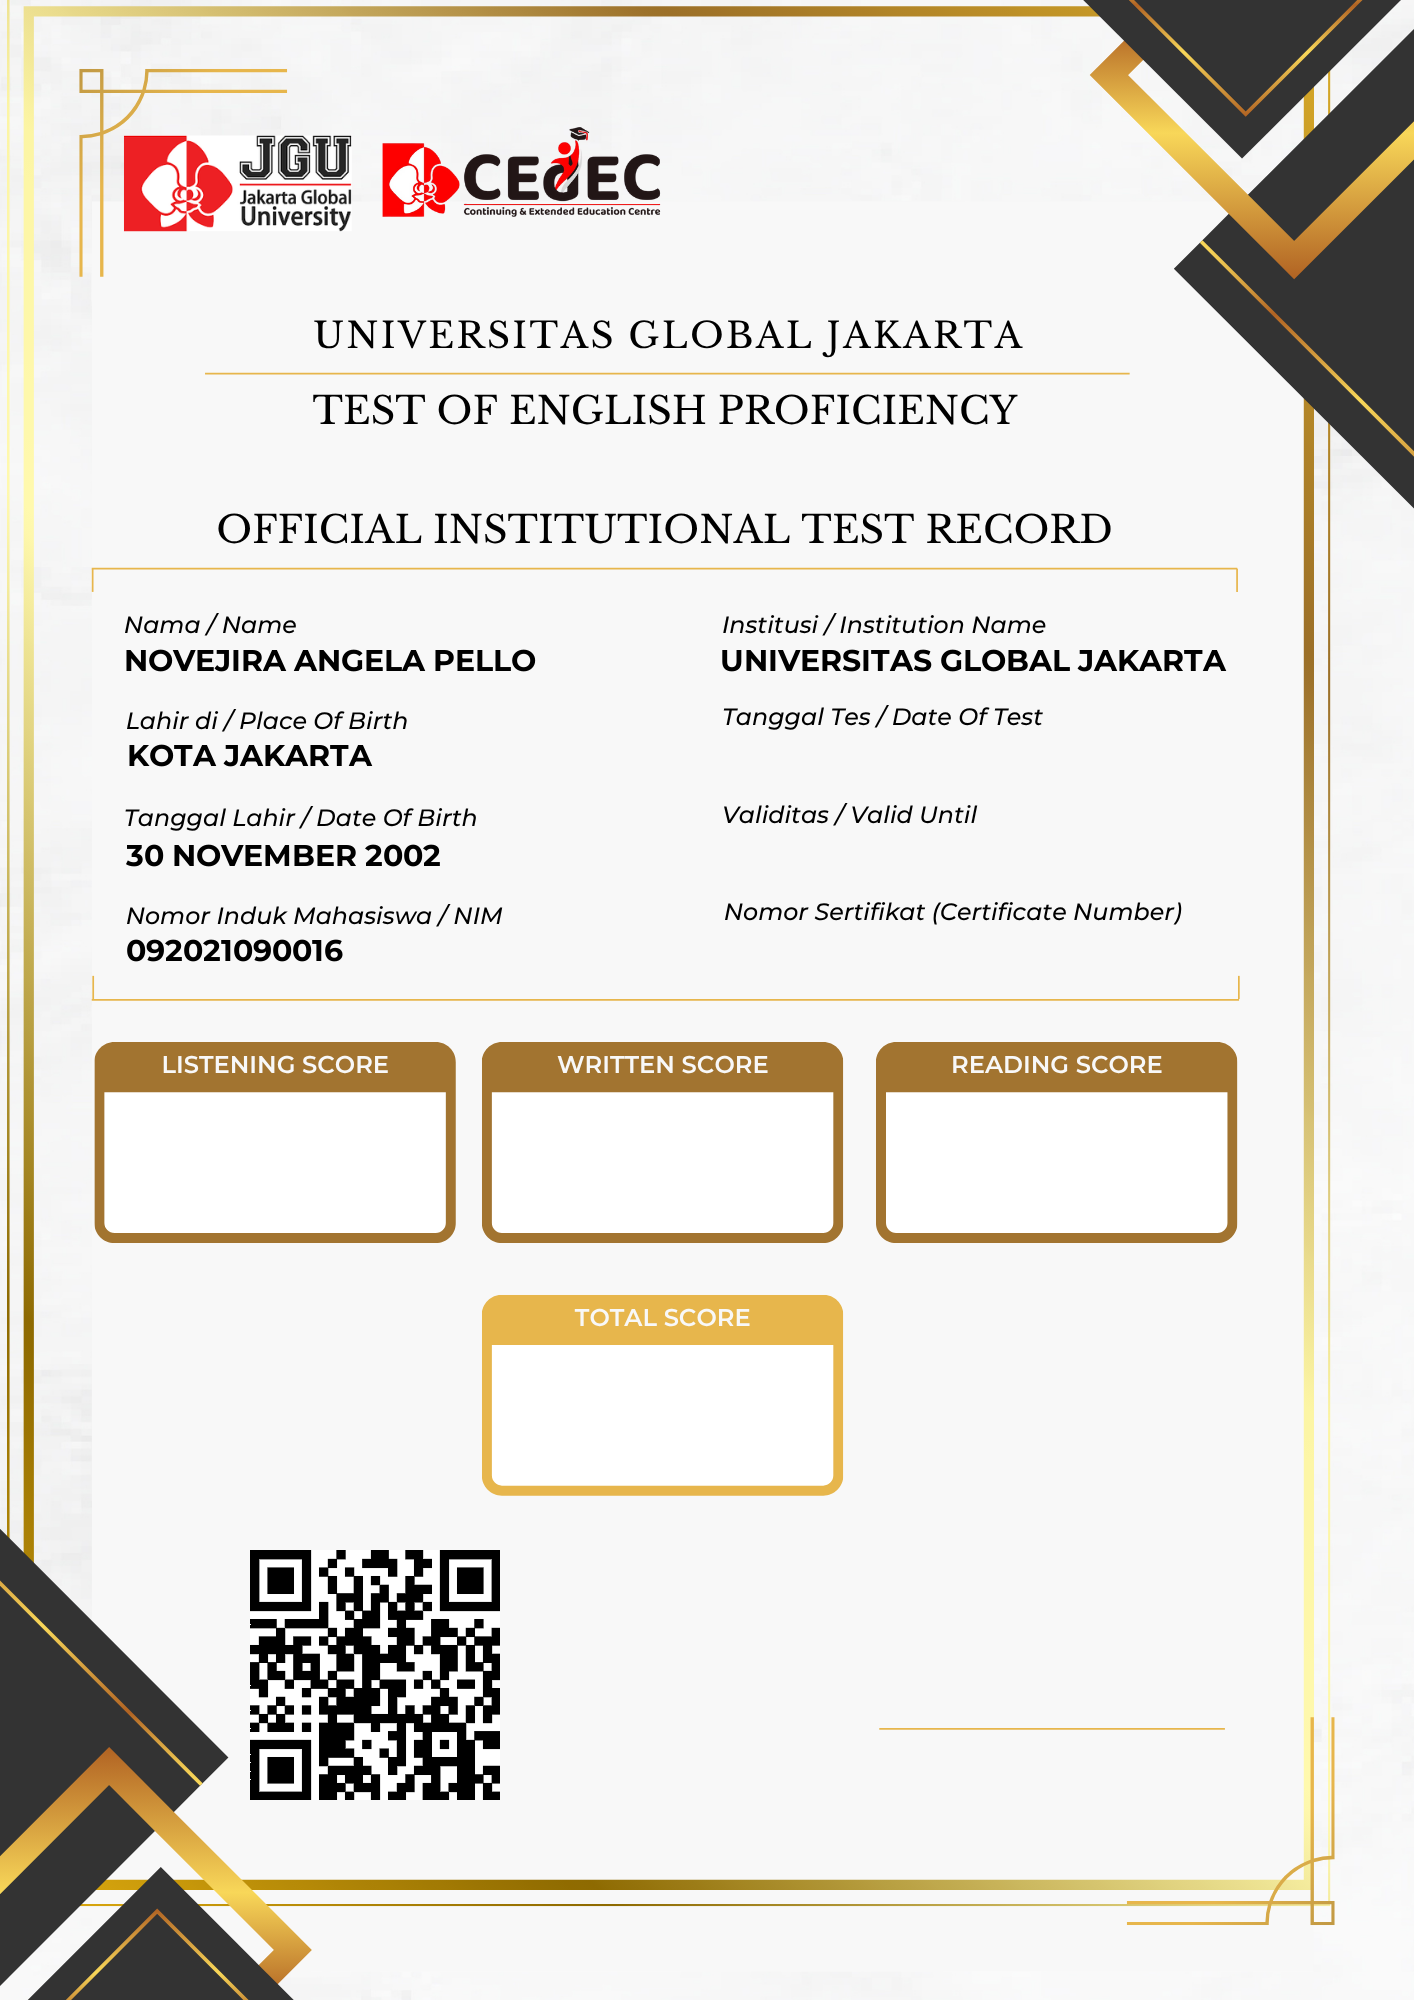 JGU
Jakarta Global
University
CEdEC
Continuing & Extended Education Centre
UNIVERSITAS GLOBAL JAKARTA
TEST OF ENGLISH PROFICIENCY
OFFICIAL INSTITUTIONAL TEST RECORD
Nama / Name
NOVEJIRA ANGELA PELLO
Lahir di / Place Of Birth
KOTA JAKARTA
Tanggal Lahir / Date Of Birth
30 NOVEMBER 2002
Nomor Induk Mahasiswa / NIM
092021090016
Institusi / Institution Name
UNIVERSITAS GLOBAL JAKARTA
Tanggal Tes / Date Of Test
Validitas / Valid Until
Nomor Sertifikat (Certificate Number)
LISTENING SCORE
WRITTEN SCORE
READING SCORE
TOTAL SCORE